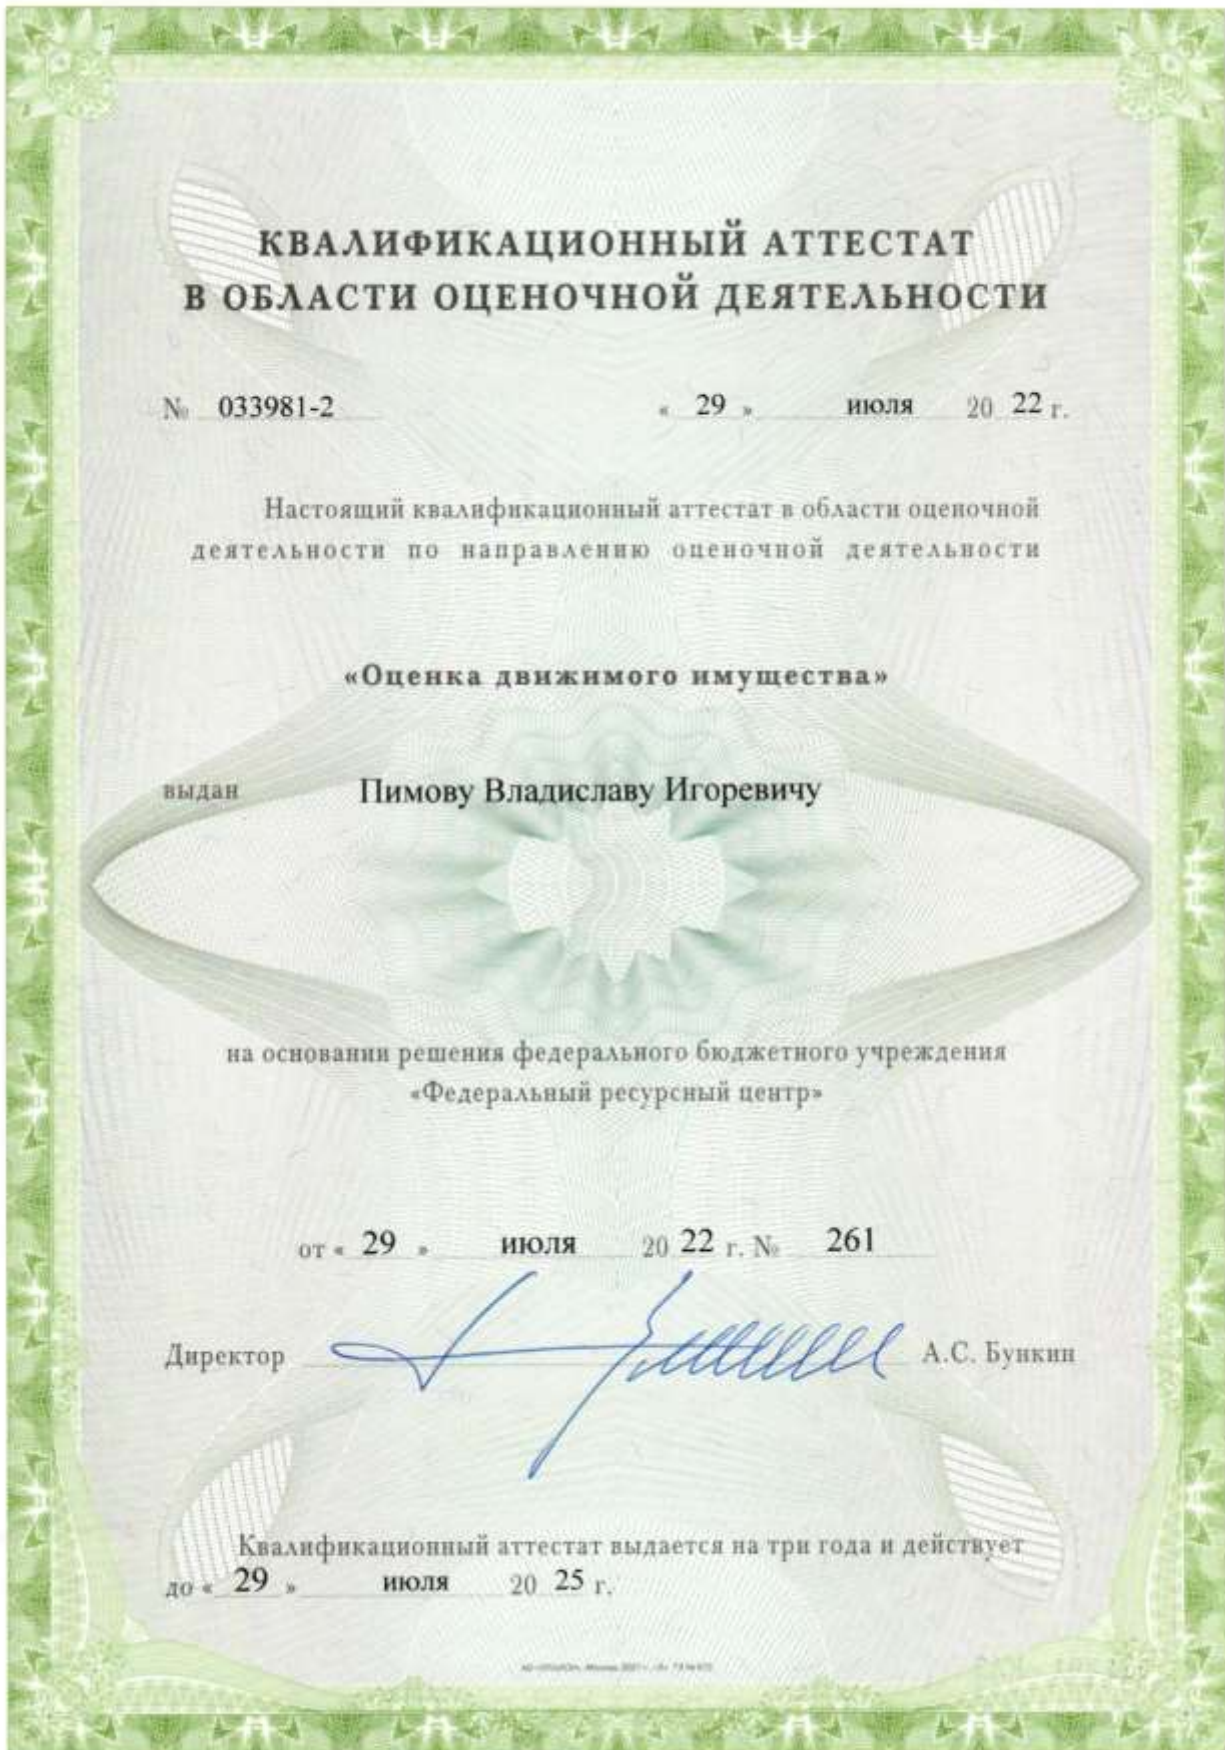 КВАЛИФИКАЦИОННЫЙ АТТЕСТАТ
В ОБЛАСТИ ОЦЕНОЧНОЙ ДЕЯТЕЛЬНОСТИ
№ 033981-2 « 29 » июля 20 22 г.
Настоящий квалификационный аттестат в области оценочной
деятельности по направлению оценочной деятельности
«Оценка движимого имущества»
выдан Пимову Владиславу Игоревичу
на основании решения федерального бюджетного учреждения
«Федеральный ресурсный центр»
от « 29 » июля 20 22 г. № 261
Директор А.С. Бункин
Квалификационный аттестат выдается на три года и действует
до « 29 » июля 20 25 г.